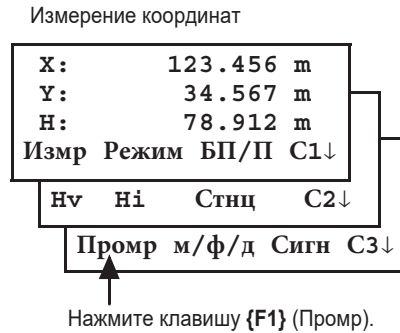 Измерение координат
X: 123.456 m
Y: 34.567 m
H: 78.912 m
Измр Режим БП/П С1↓
Hv Hi Стнц С2↓
Промр м/ф/д Сигн С3↓
Нажмите клавишу {F1} (Промр).